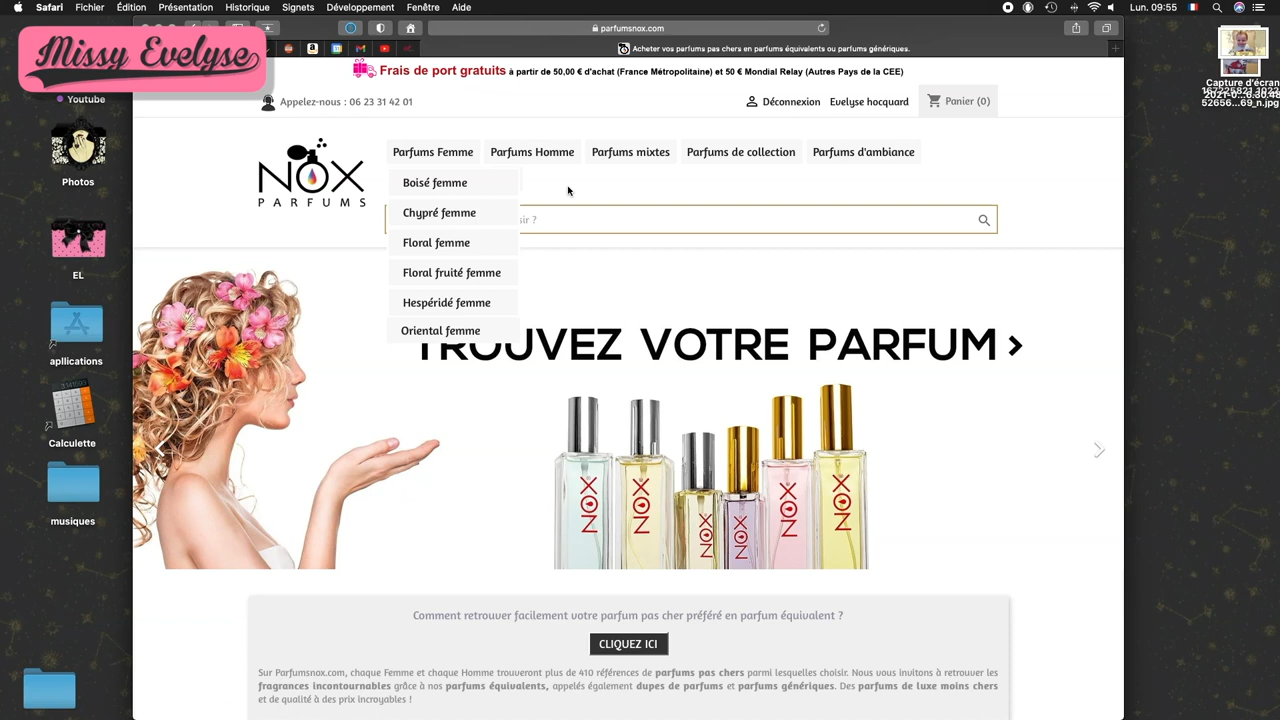 Safari Fichier Édition Présentation Historique Signets Fenêtre Aide
Lun. 09:55
Missy Evelyse
parfumsnox.com
Acheter vos parfums pas chers en parfums équivalents ou parfums génériques.
Frais de port gratuits à partir de 50,00 € d'achat (France Métropolitaine) et 50 € Mondial Relay (Autres Pays de la CEE)
Appelez-nous : 06 23 31 42 01
Déconnexion Evelyse hocquard Panier (0)
NOX
PARFUMS
Parfums Femme Parfums Homme Parfums mixtes Parfums de collection Parfums d'ambiance
Boisé femme
Chypré femme
Floral femme
Floral fruité femme
Hespéridé femme
Oriental femme
sir ?
TROUVEZ VOTRE PARFUM >
NOX
NOX
NOX
NOX
NOX
NOX
Comment retrouver facilement votre parfum pas cher préféré en parfum équivalent ?
CLIQUEZ ICI
Sur Parfumsnox.com, chaque Femme et chaque Homme trouveront plus de 410 références de parfums pas chers parmi lesquelles choisir. Nous vous invitons à retrouver les
fragrances incontournables grâce à nos parfums équivalents, appelés également dupes de parfums et parfums génériques. Des parfums de luxe moins chers
et de qualité à des prix incroyables !
Youtube
Photos
EL
apllications
Calculette
musiques
Capture d'écran